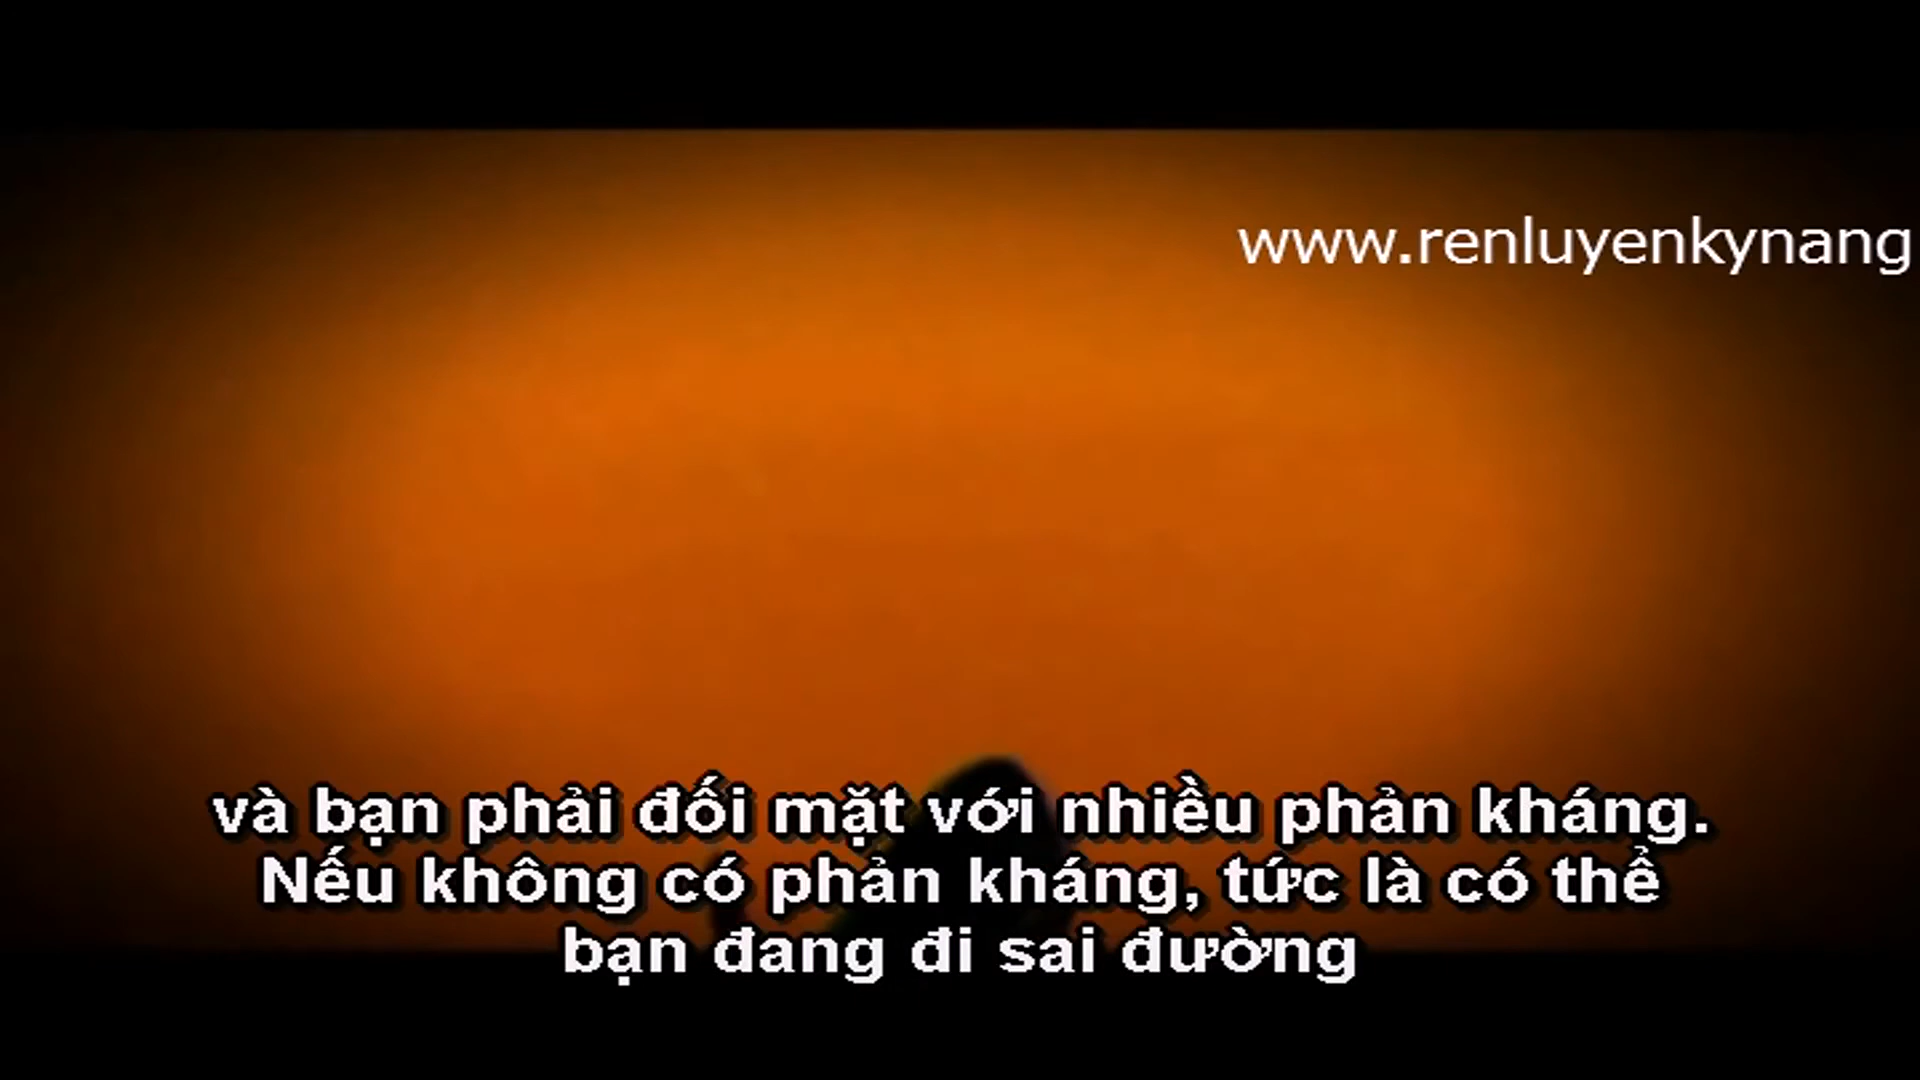 www.renluyenkynang
và bạn phải đối mặt với nhiều phản kháng.
Nếu không có phản kháng, tức là có thể
bạn đang đi sai đường